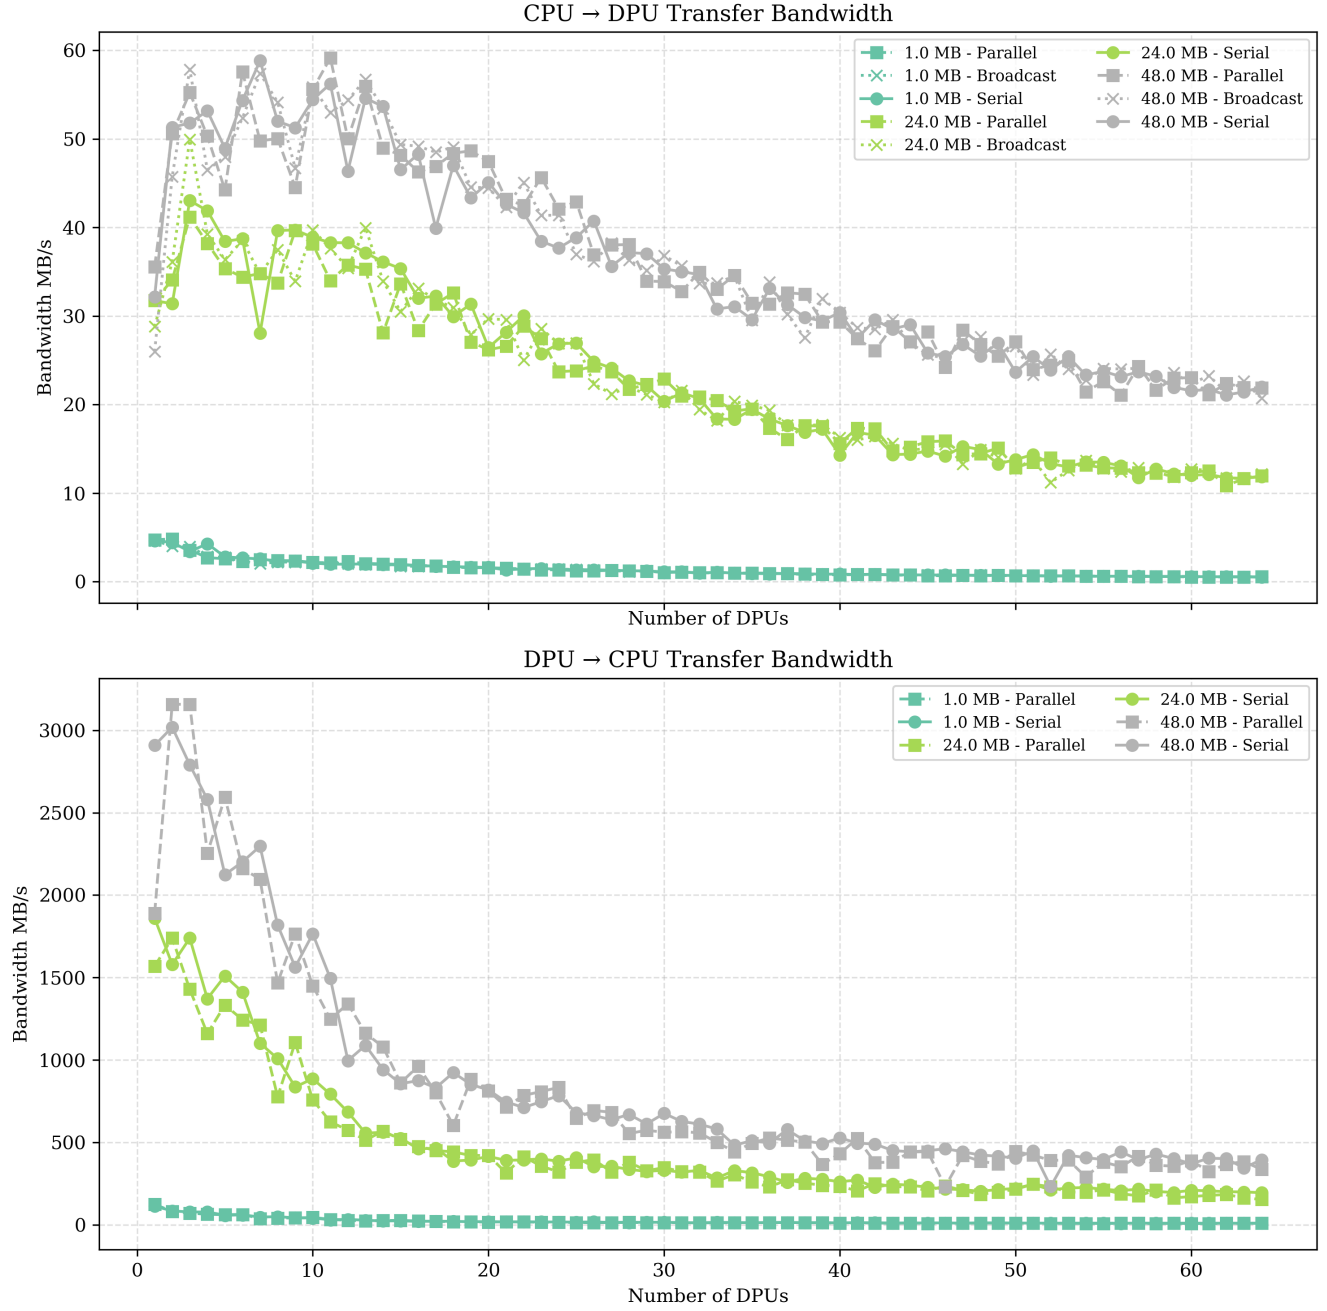 CPU → DPU Transfer Bandwidth
Bandwidth MB/s
60
50
40
30
20
10
0
1.0 MB - Parallel
1.0 MB - Broadcast
1.0 MB - Serial
24.0 MB - Parallel
24.0 MB - Broadcast
24.0 MB - Serial
48.0 MB - Parallel
48.0 MB - Broadcast
48.0 MB - Serial
Number of DPUs
DPU → CPU Transfer Bandwidth
Bandwidth MB/s
3000
2500
2000
1500
1000
500
0
1.0 MB - Parallel
1.0 MB - Serial
24.0 MB - Parallel
24.0 MB - Serial
48.0 MB - Parallel
48.0 MB - Serial
0 10 20 30 40 50 60
Number of DPUs